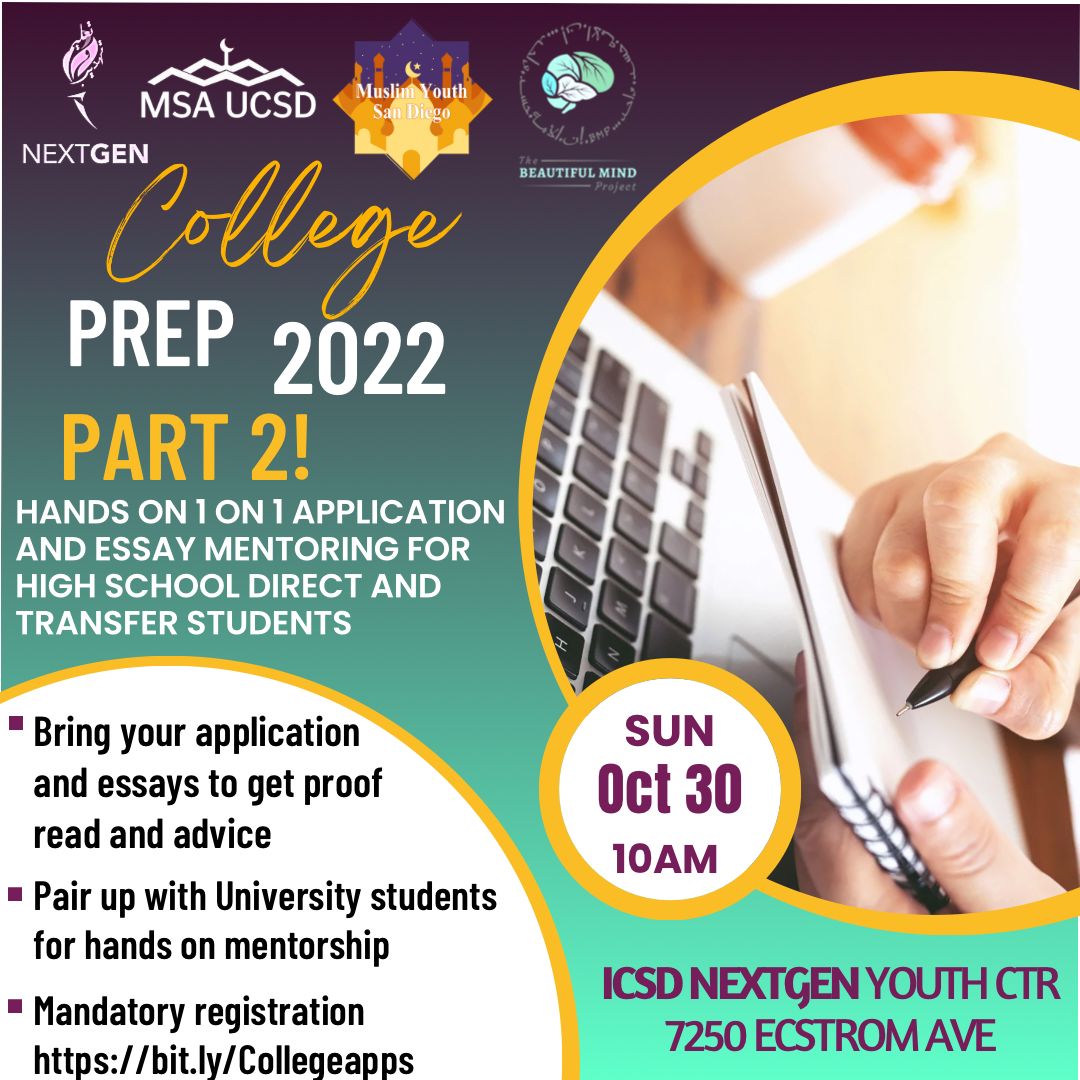 NEXTGEN
MSA UCSD
Muslim Youth
San Diego
BMP
The
BEAUTIFUL MIND
Project
College
PREP 2022
PART 2!
HANDS ON 1 ON 1 APPLICATION
AND ESSAY MENTORING FOR
HIGH SCHOOL DIRECT AND
TRANSFER STUDENTS
Bring your application
and essays to get proof
read and advice
Pair up with University students
for hands on mentorship
Mandatory registration
https://bit.ly/Collegeapps
SUN
Oct 30
10AM
ICSD NEXTGEN YOUTH CTR
7250 ECSTROM AVE